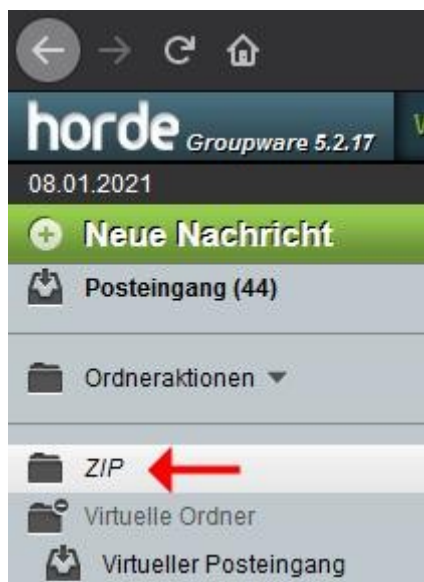 horde Groupware 5.2.17
08.01.2021
Neue Nachricht
Posteingang (44)
Ordneraktionen
ZIP
Virtuelle Ordner
Virtueller Posteingang